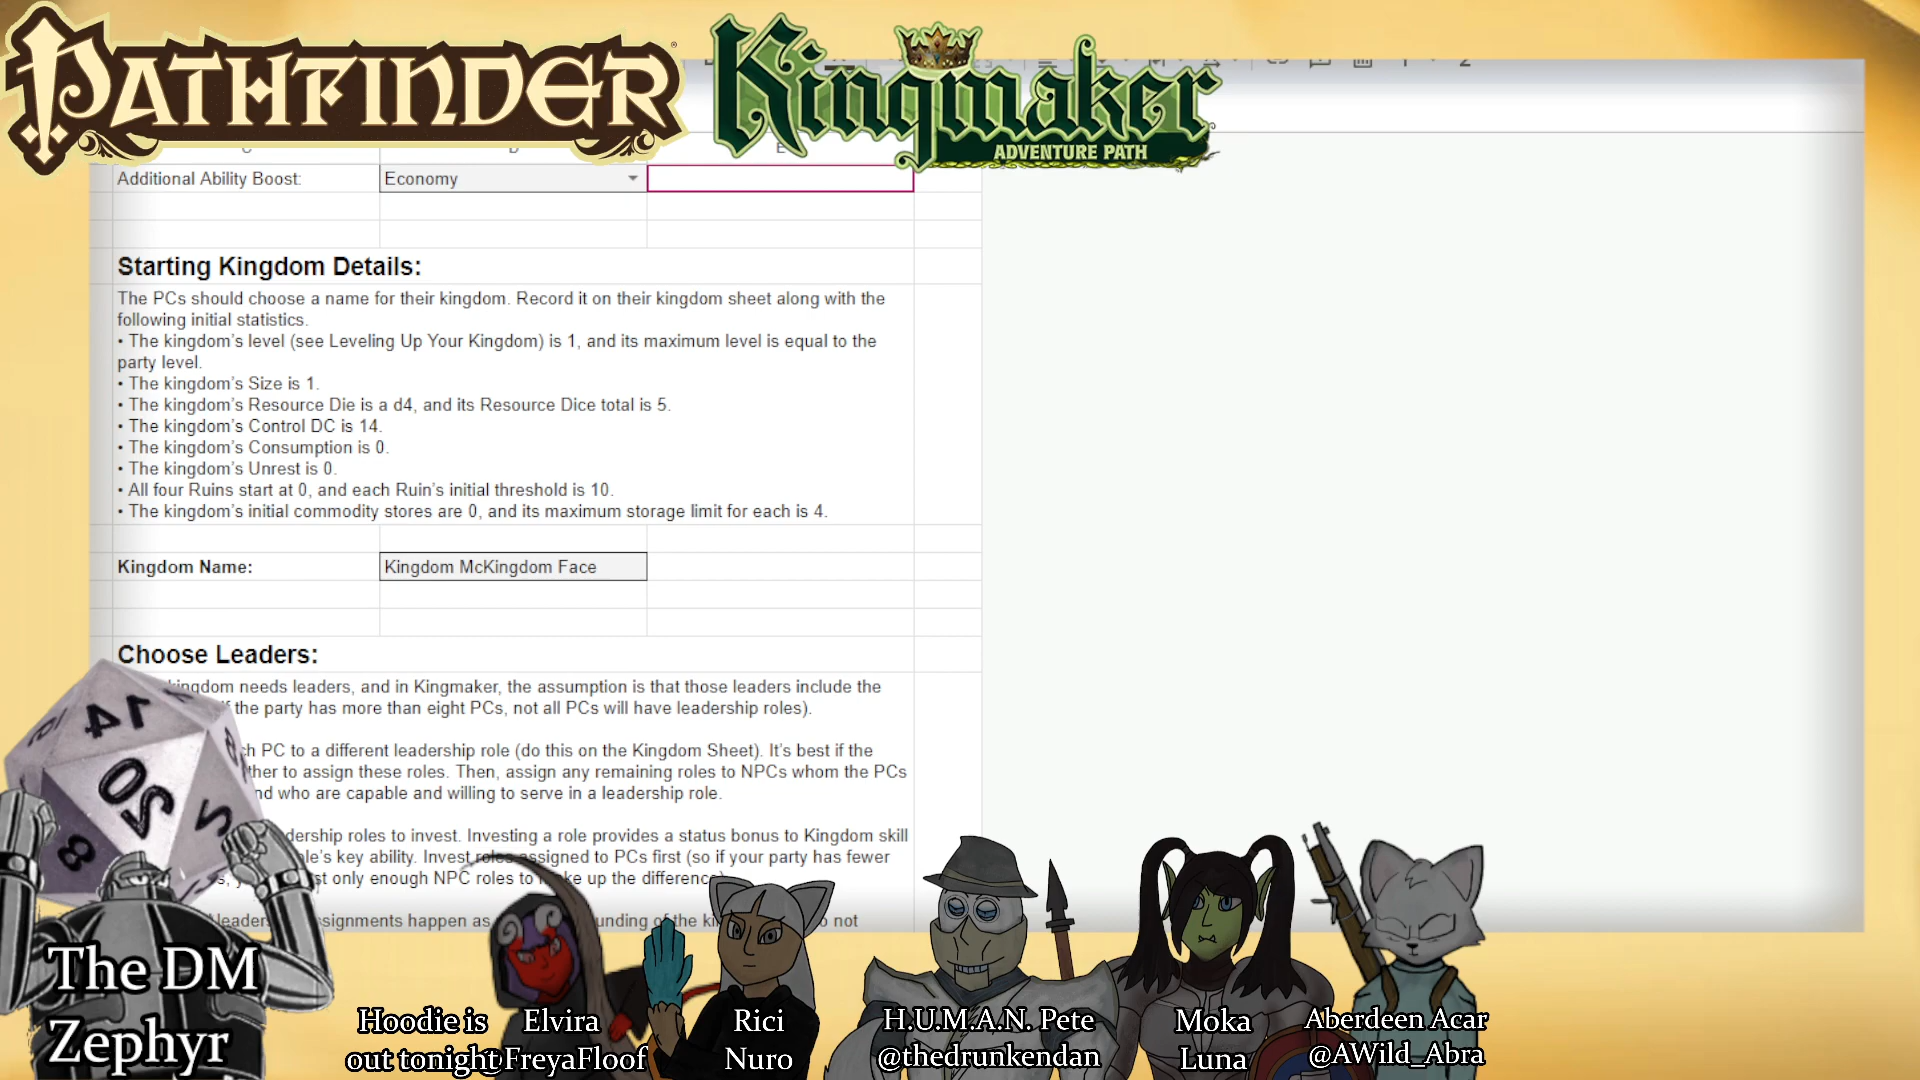 PATHFINDER
Kingmaker
ADVENTURE PATH
Additional Ability Boost:
Economy
Starting Kingdom Details:
The PCs should choose a name for their kingdom. Record it on their kingdom sheet along with the
following initial statistics.
• The kingdom's level (see Leveling Up Your Kingdom) is 1, and its maximum level is equal to the
party level.
• The kingdom's Size is 1.
• The kingdom's Resource Die is a d4, and its Resource Dice total is 5.
• The kingdom's Control DC is 14.
• The kingdom's Consumption is 0.
• The kingdom's Unrest is 0.
• All four Ruins start at 0, and each Ruin's initial threshold is 10.
• The kingdom's initial commodity stores are 0, and its maximum storage limit for each is 4.
Kingdom Name:
Kingdom McKingdom Face
Choose Leaders:
kingdom needs leaders, and in Kingmaker, the assumption is that those leaders include the
the party has more than eight PCs, not all PCs will have leadership roles).
PC to a different leadership role (do this on the Kingdom Sheet). It's best if the
to assign these roles. Then, assign any remaining roles to NPCs whom the PCs
who are capable and willing to serve in a leadership role.
roles to invest. Investing a role provides a status bonus to Kingdom skill
key ability. Invest roles assigned to PCs first (so if your party has fewer
only enough NPC roles to make up the difference)
assignments happen as
not
14
20
2
8
The DM
Zephyr
Hoodie is
out tonight
Elvira
FreyaFloof
Rici
Nuro
H.U.M.A.N. Pete
@thedrunkendan
Moka
Luna
Aberdeen Acar
@AWild_Abra